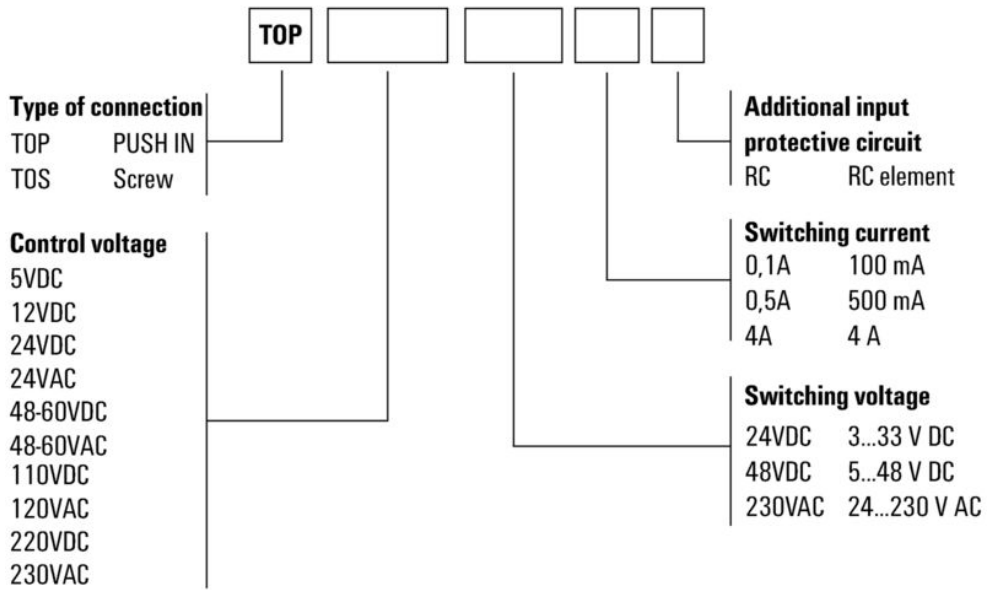 TOP
Type of connection
TOP PUSH IN
TOS Screw
Control voltage
5VDC
12VDC
24VDC
24VAC
48-60VDC
48-60VAC
110VDC
120VAC
220VDC
230VAC
Additional input
protective circuit
RC RC element
Switching current
0,1A 100 mA
0,5A 500 mA
4A 4 A
Switching voltage
24VDC 3...33 V DC
48VDC 5...48 V DC
230VAC 24...230 V AC